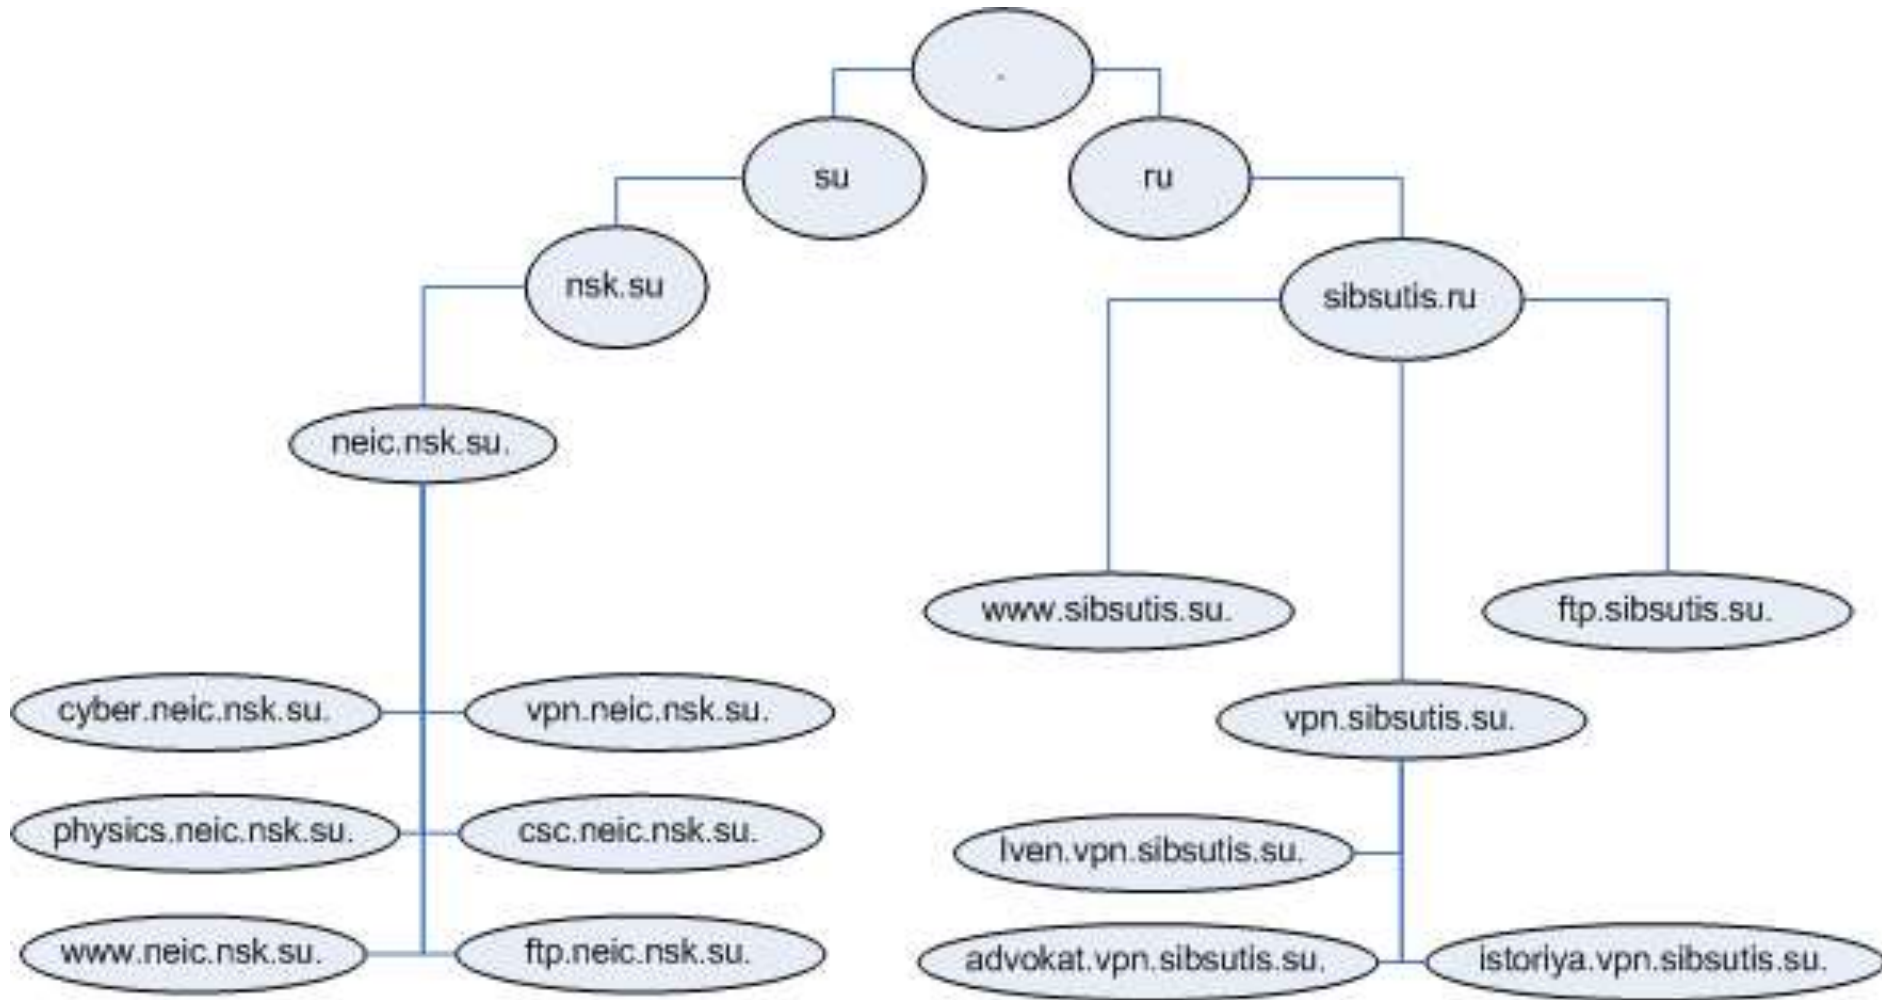 .
su
ru
nsk.su
sibsutis.ru
neic.nsk.su.
www.sibsutis.su.
ftp.sibsutis.su.
cyber.neic.nsk.su.
vpn.neic.nsk.su.
vpn.sibsutis.su.
physics.neic.nsk.su.
csc.neic.nsk.su.
lven.vpn.sibsutis.su.
www.neic.nsk.su.
ftp.neic.nsk.su.
advokat.vpn.sibsutis.su.
istoriya.vpn.sibsutis.su.